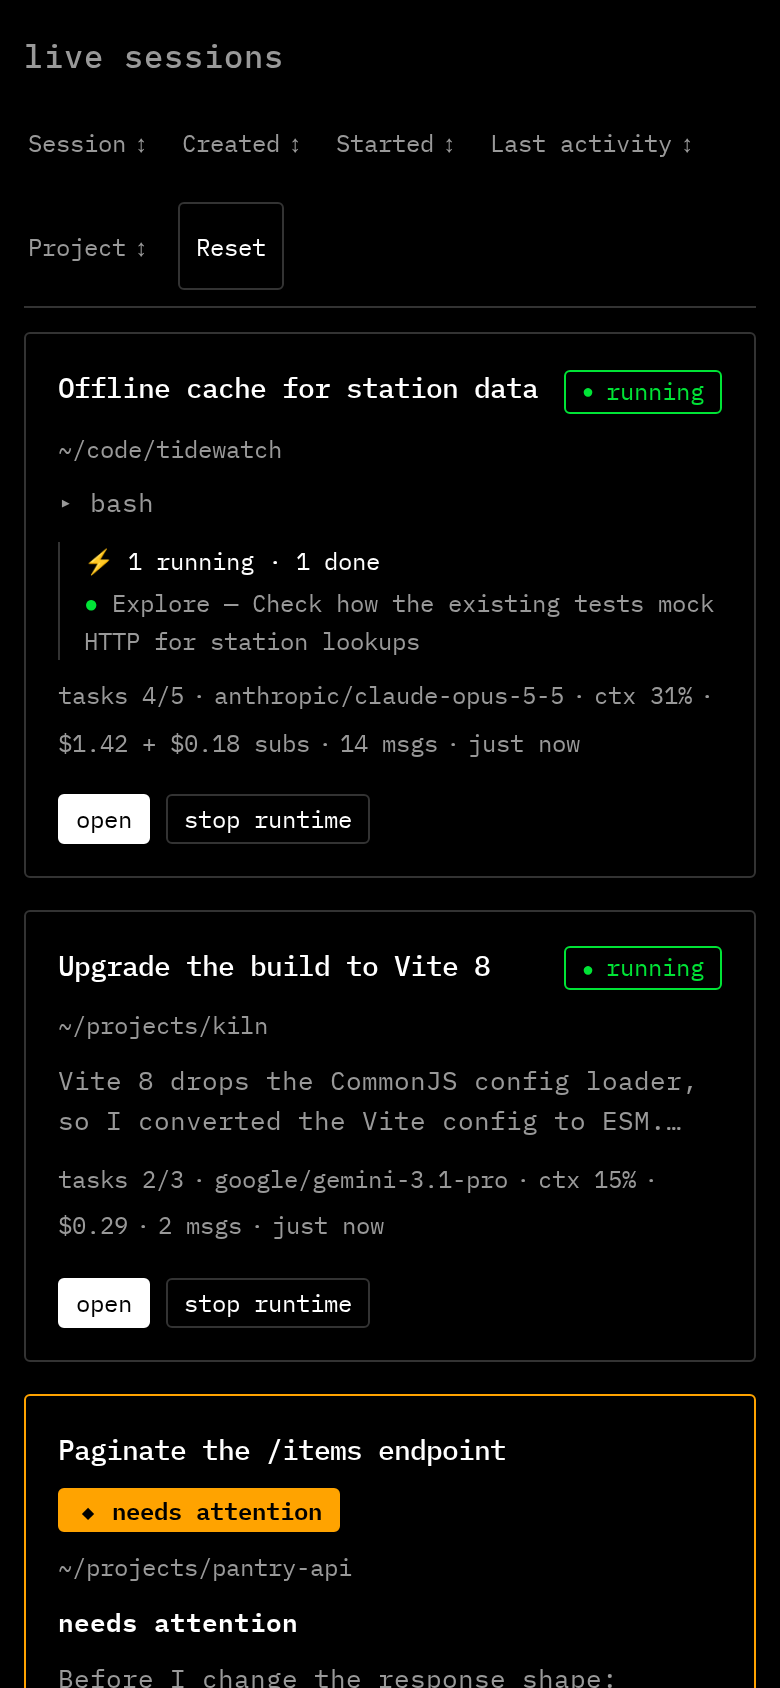 live sessions
Session ↕ Created ↕ Started ↕ Last activity ↕
Project ↕ Reset
Offline cache for station data ● running
~/code/tidewatch
▸ bash
⚡ 1 running · 1 done
● Explore — Check how the existing tests mock
HTTP for station lookups
tasks 4/5 · anthropic/claude-opus-5-5 · ctx 31% ·
$1.42 + $0.18 subs · 14 msgs · just now
open stop runtime
Upgrade the build to Vite 8 ● running
~/projects/kiln
Vite 8 drops the CommonJS config loader,
so I converted the Vite config to ESM.…
tasks 2/3 · google/gemini-3.1-pro · ctx 15% ·
$0.29 · 2 msgs · just now
open stop runtime
Paginate the /items endpoint
◆ needs attention
~/projects/pantry-api
needs attention
Before I change the response shape: